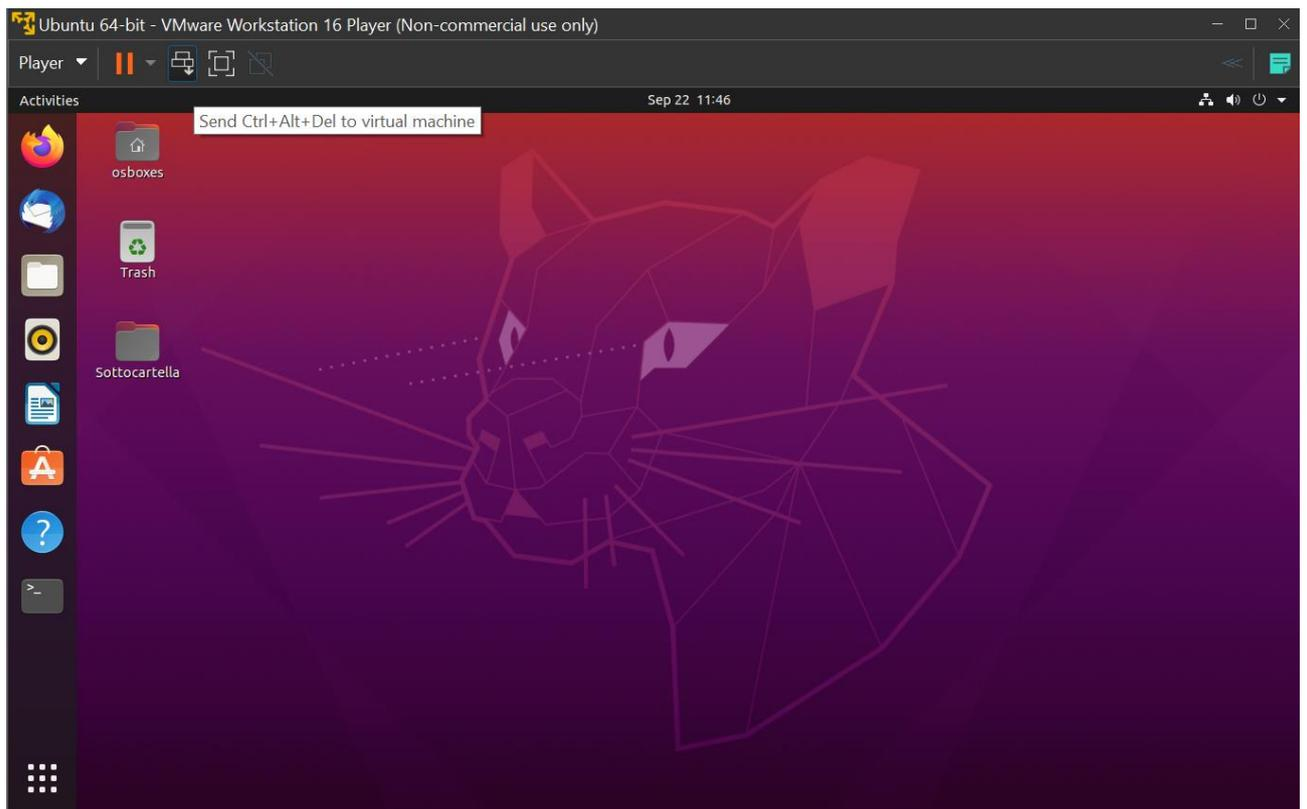 Ubuntu 64-bit - VMware Workstation 16 Player (Non-commercial use only)
Player
Activities
Sep 22 11:46
Send Ctrl+Alt+Del to virtual machine
osboxes
Trash
Sottocartella